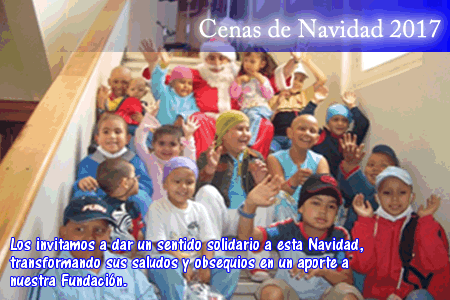 Cenas de Navidad 2017
Los invitamos a dar un sentido solidario a esta Navidad,
transformando sus saludos y obsequios en un aporte a
nuestra Fundación.